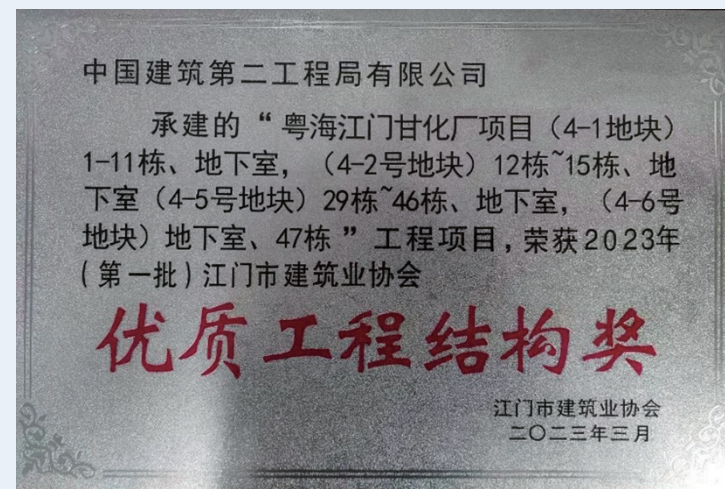 中国建筑第二工程局有限公司
承建的“粤海江门甘化厂项目（4-1地块）
1-11栋、地下室，（4-2号地块）12栋~15栋、地
下室（4-5号地块）29栋~46栋、地下室，（4-6号
地块）地下室、47栋”工程项目，荣获2023年
(第一批)江门市建筑业协会
优质工程结构奖
江门市建筑业协会
二〇二三年三月